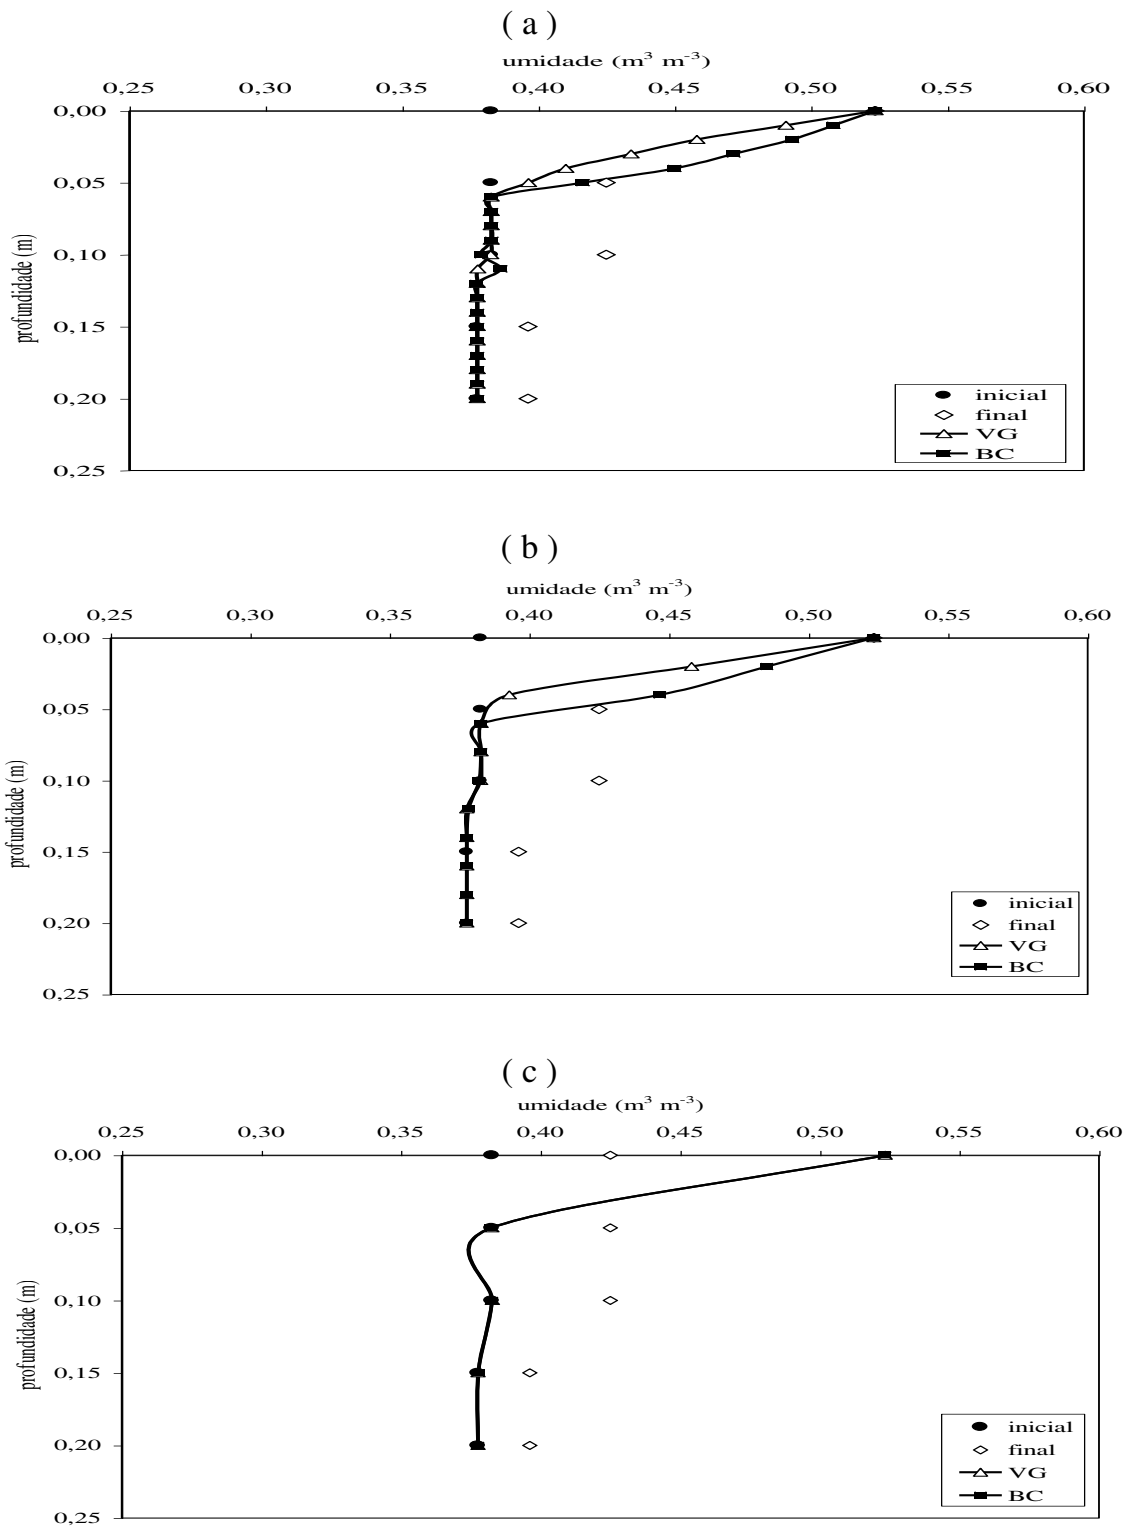 ( a )
umidade (m³ m⁻³)
0,25 0,30 0,35 0,40 0,45 0,50 0,55 0,60
0,00
0,05
0,10
0,15
0,20
0,25
profundidade (m)
inicial
final
VG
BC
( b )
umidade (m³ m⁻³)
0,25 0,30 0,35 0,40 0,45 0,50 0,55 0,60
0,00
0,05
0,10
0,15
0,20
0,25
profundidade (m)
inicial
final
VG
BC
( c )
umidade (m³ m⁻³)
0,25 0,30 0,35 0,40 0,45 0,50 0,55 0,60
0,00
0,05
0,10
0,15
0,20
0,25
profundidade (m)
inicial
final
VG
BC